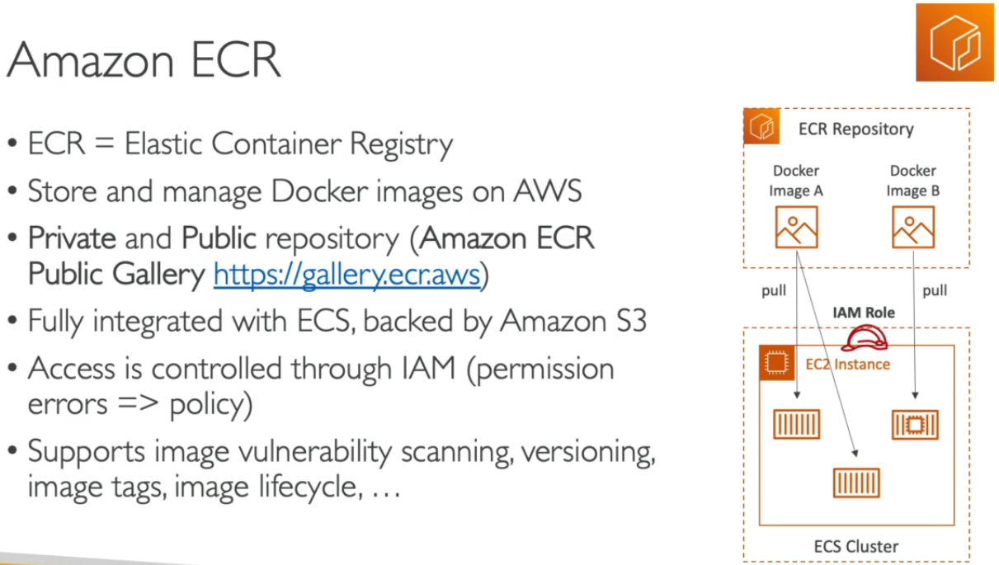 Amazon ECR
• ECR = Elastic Container Registry
• Store and manage Docker images on AWS
• Private and Public repository (Amazon ECR
Public Gallery https://gallery.ecr.aws)
• Fully integrated with ECS, backed by Amazon S3
• Access is controlled through IAM (permission
errors => policy)
• Supports image vulnerability scanning, versioning,
image tags, image lifecycle, …
ECR Repository
Docker
Image A
Docker
Image B
pull
pull
IAM Role
EC2 Instance
ECS Cluster